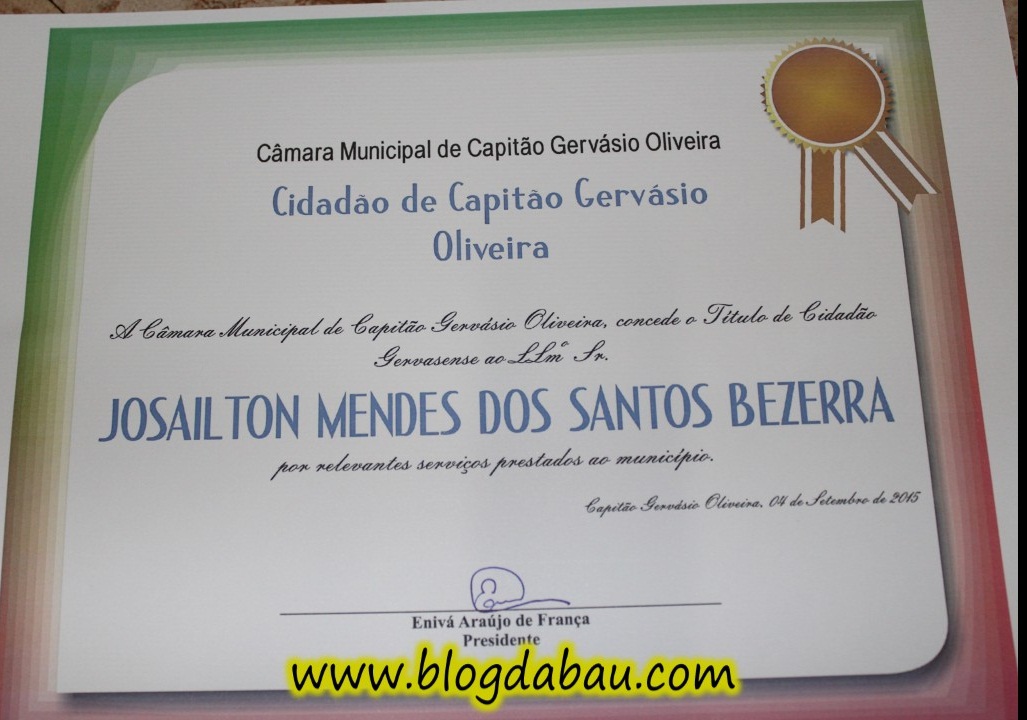 Câmara Municipal de Capitão Gervásio Oliveira
Cidadão de Capitão Gervásio
Oliveira
A Câmara Municipal de Capitão Gervásio Oliveira, concede o Título de Cidadão
Gervasense ao LLmº Sr.
JOSAILTON MENDES DOS SANTOS BEZERRA
por relevantes serviços prestados ao município.
Capitão Gervásio Oliveira, 04 de Setembro de 2015
Enivá Araújo de França
Presidente
www.blogdabau.com